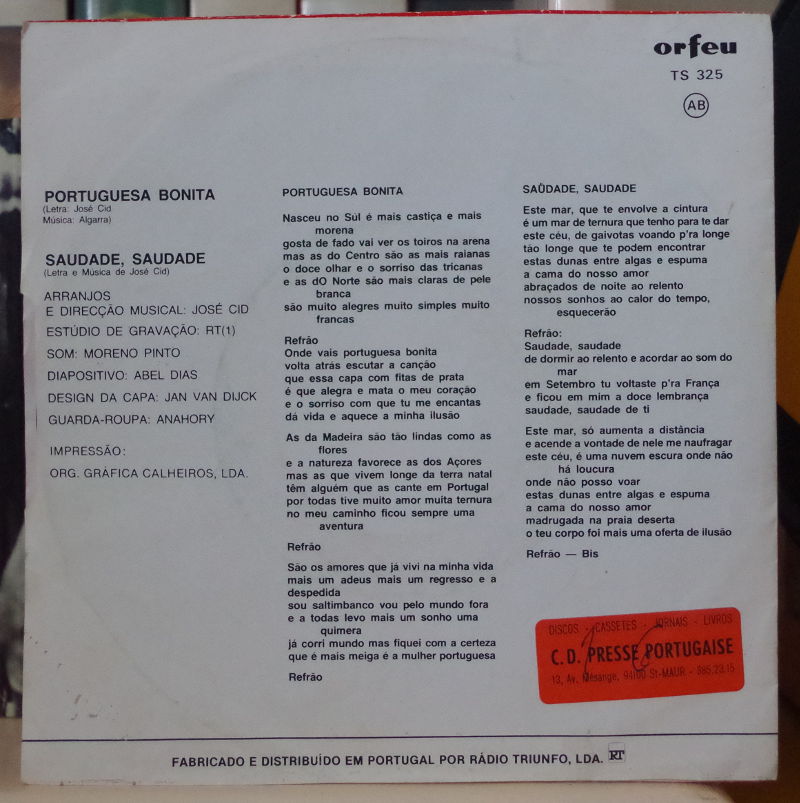 orfeu
TS 325
AB
PORTUGUESA BONITA
(Letra: José Cid
Música: Algarra)
SAUDADE, SAUDADE
(Letra e Música de José Cid)
ARRANJOS
E DIRECÇÃO MUSICAL: JOSÉ CID
ESTÚDIO DE GRAVAÇÃO: RT(1)
SOM: MORENO PINTO
DIAPOSITIVO: ABEL DIAS
DESIGN DA CAPA: JAN VAN DIJCK
GUARDA-ROUPA: ANAHORY
IMPRESSÃO:
ORG. GRÁFICA CALHEIROS, LDA.
PORTUGUESA BONITA
Nasceu no Sul é mais castiça e mais
morena
gosta de fado vai ver os toiros na arena
mas as do Centro são as mais raianas
o doce olhar e o sorriso das tricanas
e as dO Norte são mais claras de pele
branca
são muito alegres muito simples muito
francas
Refrão
Onde vais portuguesa bonita
volta atrás escutar a canção
que essa capa com fitas de prata
é que alegra e mata o meu coração
e o sorriso com que tu me encantas
dá vida e aquece a minha ilusão
As da Madeira são tão lindas como as
flores
e a natureza favorece as dos Açores
mas as que vivem longe da terra natal
têm alguém que as cante em Portugal
por todas tive muito amor muita ternura
no meu caminho ficou sempre uma
aventura
Refrão
São os amores que já vivi na minha vida
mais um adeus mais um regresso e a
despedida
sou saltimbanco vou pelo mundo fora
e a todas levo mais um sonho uma
quimera
já corri mundo mas fiquei com a certeza
que é mais meiga é a mulher portuguesa
Refrão
SAÜDADE, SAUDADE
Este mar, que te envolve a cintura
é um mar de ternura que tenho para te dar
este céu, de gaivotas voando p'ra longe
tão longe que te podem encontrar
estas dunas entre algas e espuma
a cama do nosso amor
abraçados de noite ao relento
nossos sonhos ao calor do tempo,
esquecerão
Refrão:
Saudade, saudade
de dormir ao relento e acordar ao som do
mar
em Setembro tu voltaste p'ra França
e ficou em mim a doce lembrança
saudade, saudade de ti
Este mar, só aumenta a distância
e acende a vontade de nele me naufragar
este céu, é uma nuvem escura onde não
há loucura
onde não posso voar
estas dunas entre algas e espuma
a cama do nosso amor
madrugada na praia deserta
o teu corpo foi mais uma oferta de ilusão
Refrão — Bis
DISCOS - CASSETES - JORNAIS - LIVROS
C.D. PRESSE PORTUGAISE
13, Av. Mésange, 94100 St-MAUR - 885.23.15
FABRICADO E DISTRIBUÍDO EM PORTUGAL POR RÁDIO TRIUNFO, LDA. RT